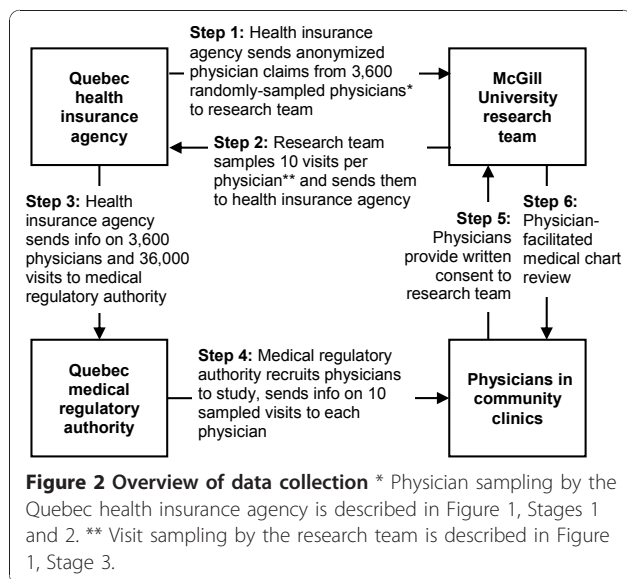 Step 1: Health insurance
agency sends anonymized
physician claims from 3,600
randomly-sampled physicians*
to research team
Quebec
health
insurance
agency
McGill
University
research
team
Step 2: Research team
samples 10 visits per
physician** and sends them
to health insurance agency
Step 3: Health
insurance agency
sends info on 3,600
physicians and 36,000
visits to medical
regulatory authority
Step 5:
Physicians
provide written
consent to
research team
Step 6:
Physician-
facilitated
medical chart
review
Quebec
medical
regulatory
authority
Step 4: Medical regulatory
authority recruits physicians
to study, sends info on 10
sampled visits to each
physician
Physicians in
community
clinics
Figure 2 Overview of data collection * Physician sampling by the
Quebec health insurance agency is described in Figure 1, Stages 1
and 2. ** Visit sampling by the research team is described in Figure
1, Stage 3.